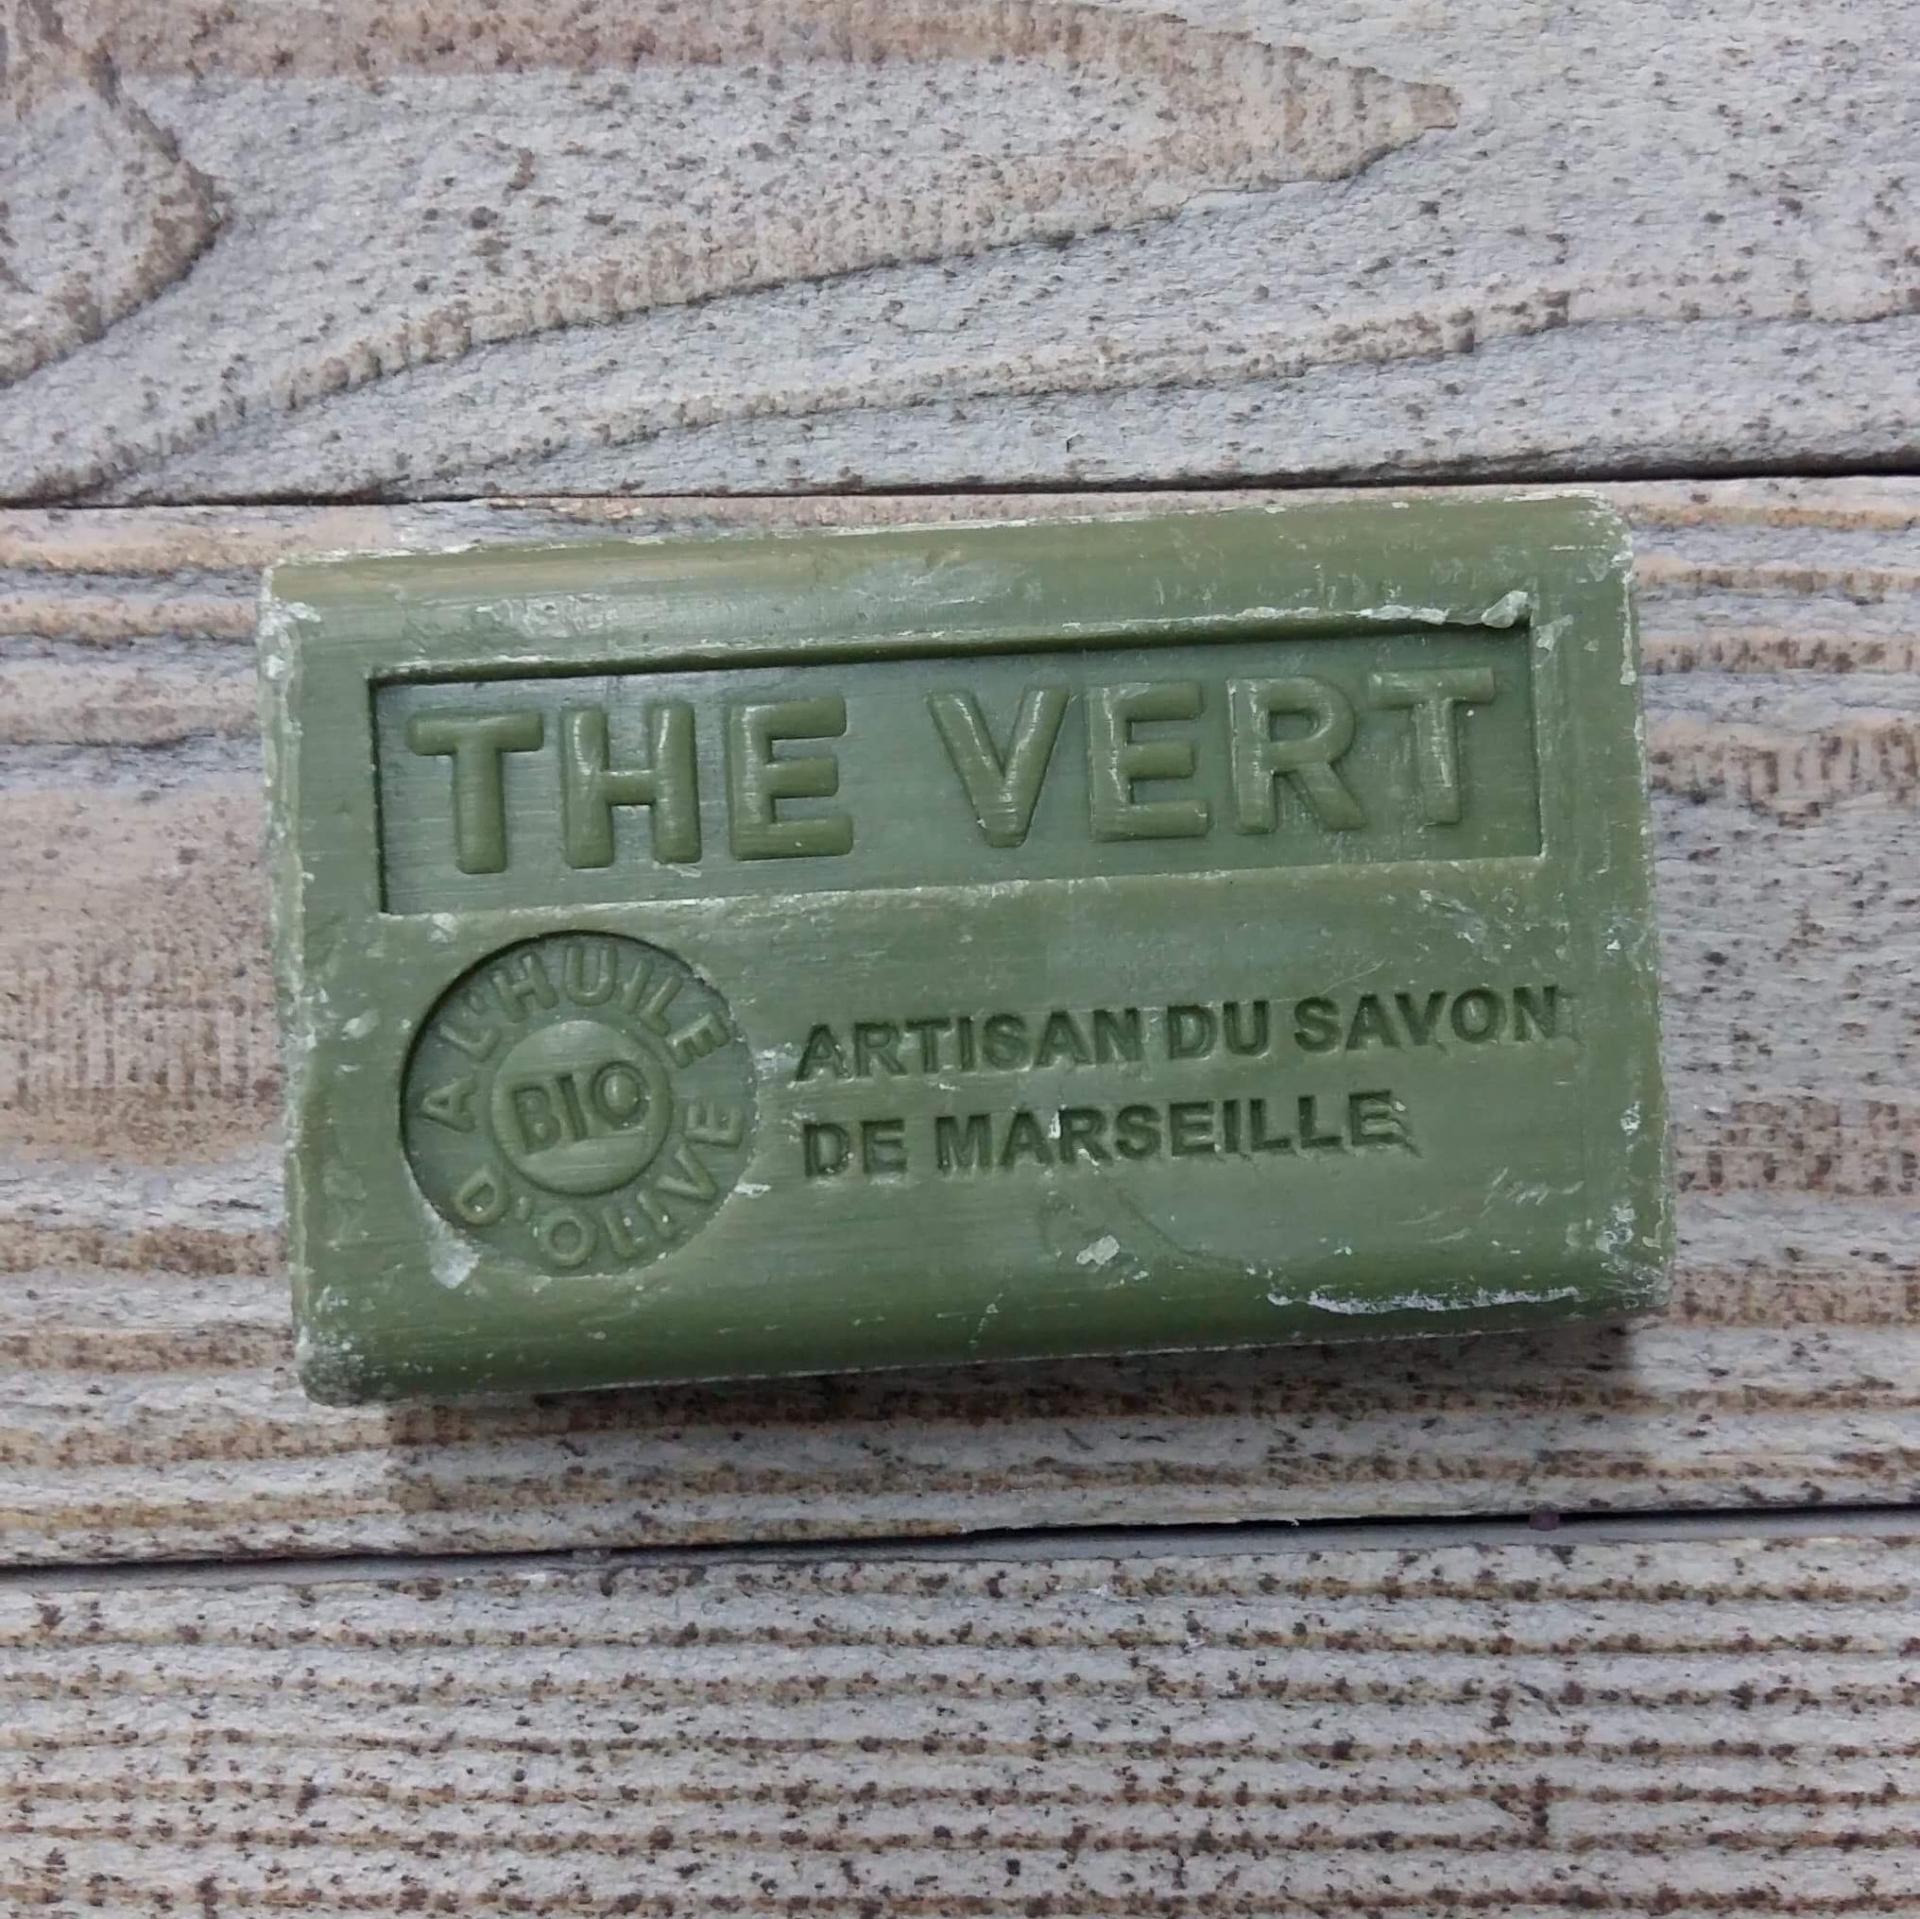 THE VERT
A L'HUILE
D'OLIVE
BIO
ARTISAN DU SAVON
DE MARSEILLE